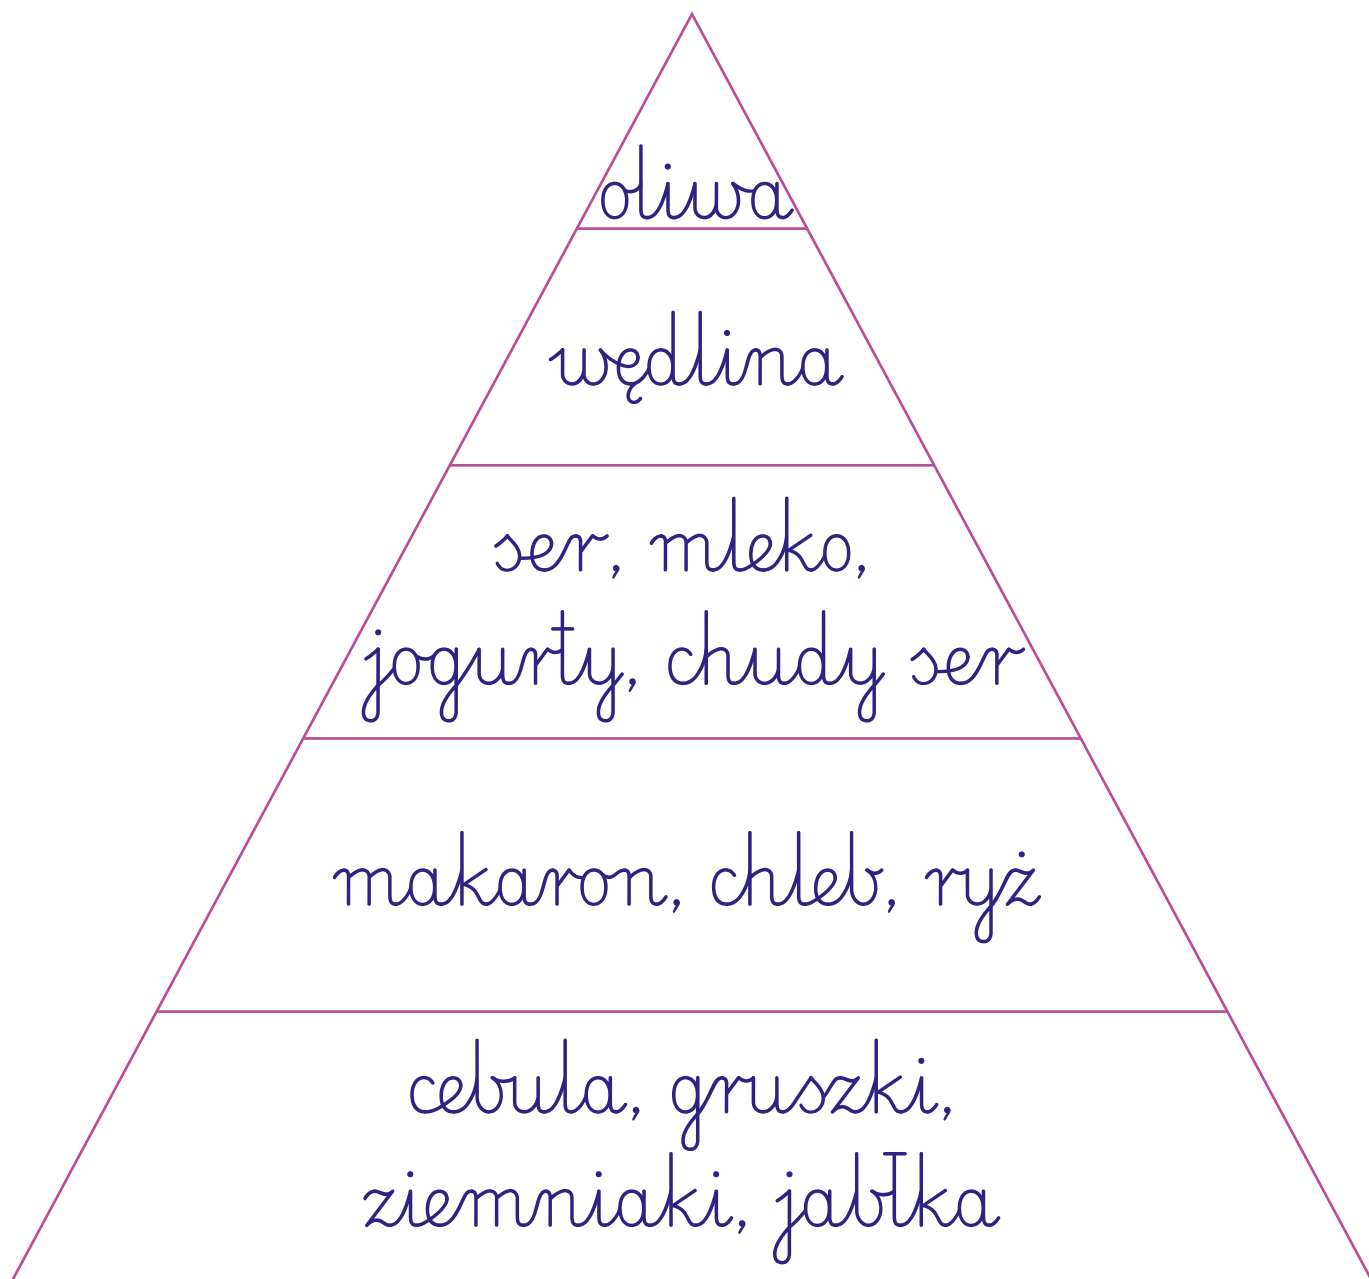 oliwa
wędlina
ser, mleko,
jogurty, chudy ser
makaron, chleb, ryż
cebula, gruszki,
ziemniaki, jabłka